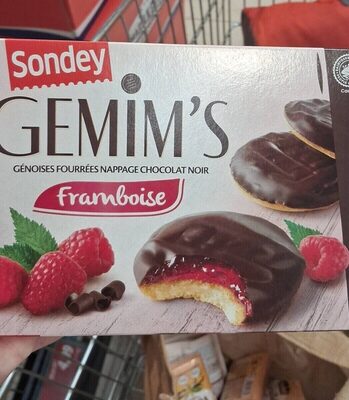 Sondey
GEMIM'S
GÉNOISES FOURRÉES NAPPAGE CHOCOLAT NOIR
Framboise